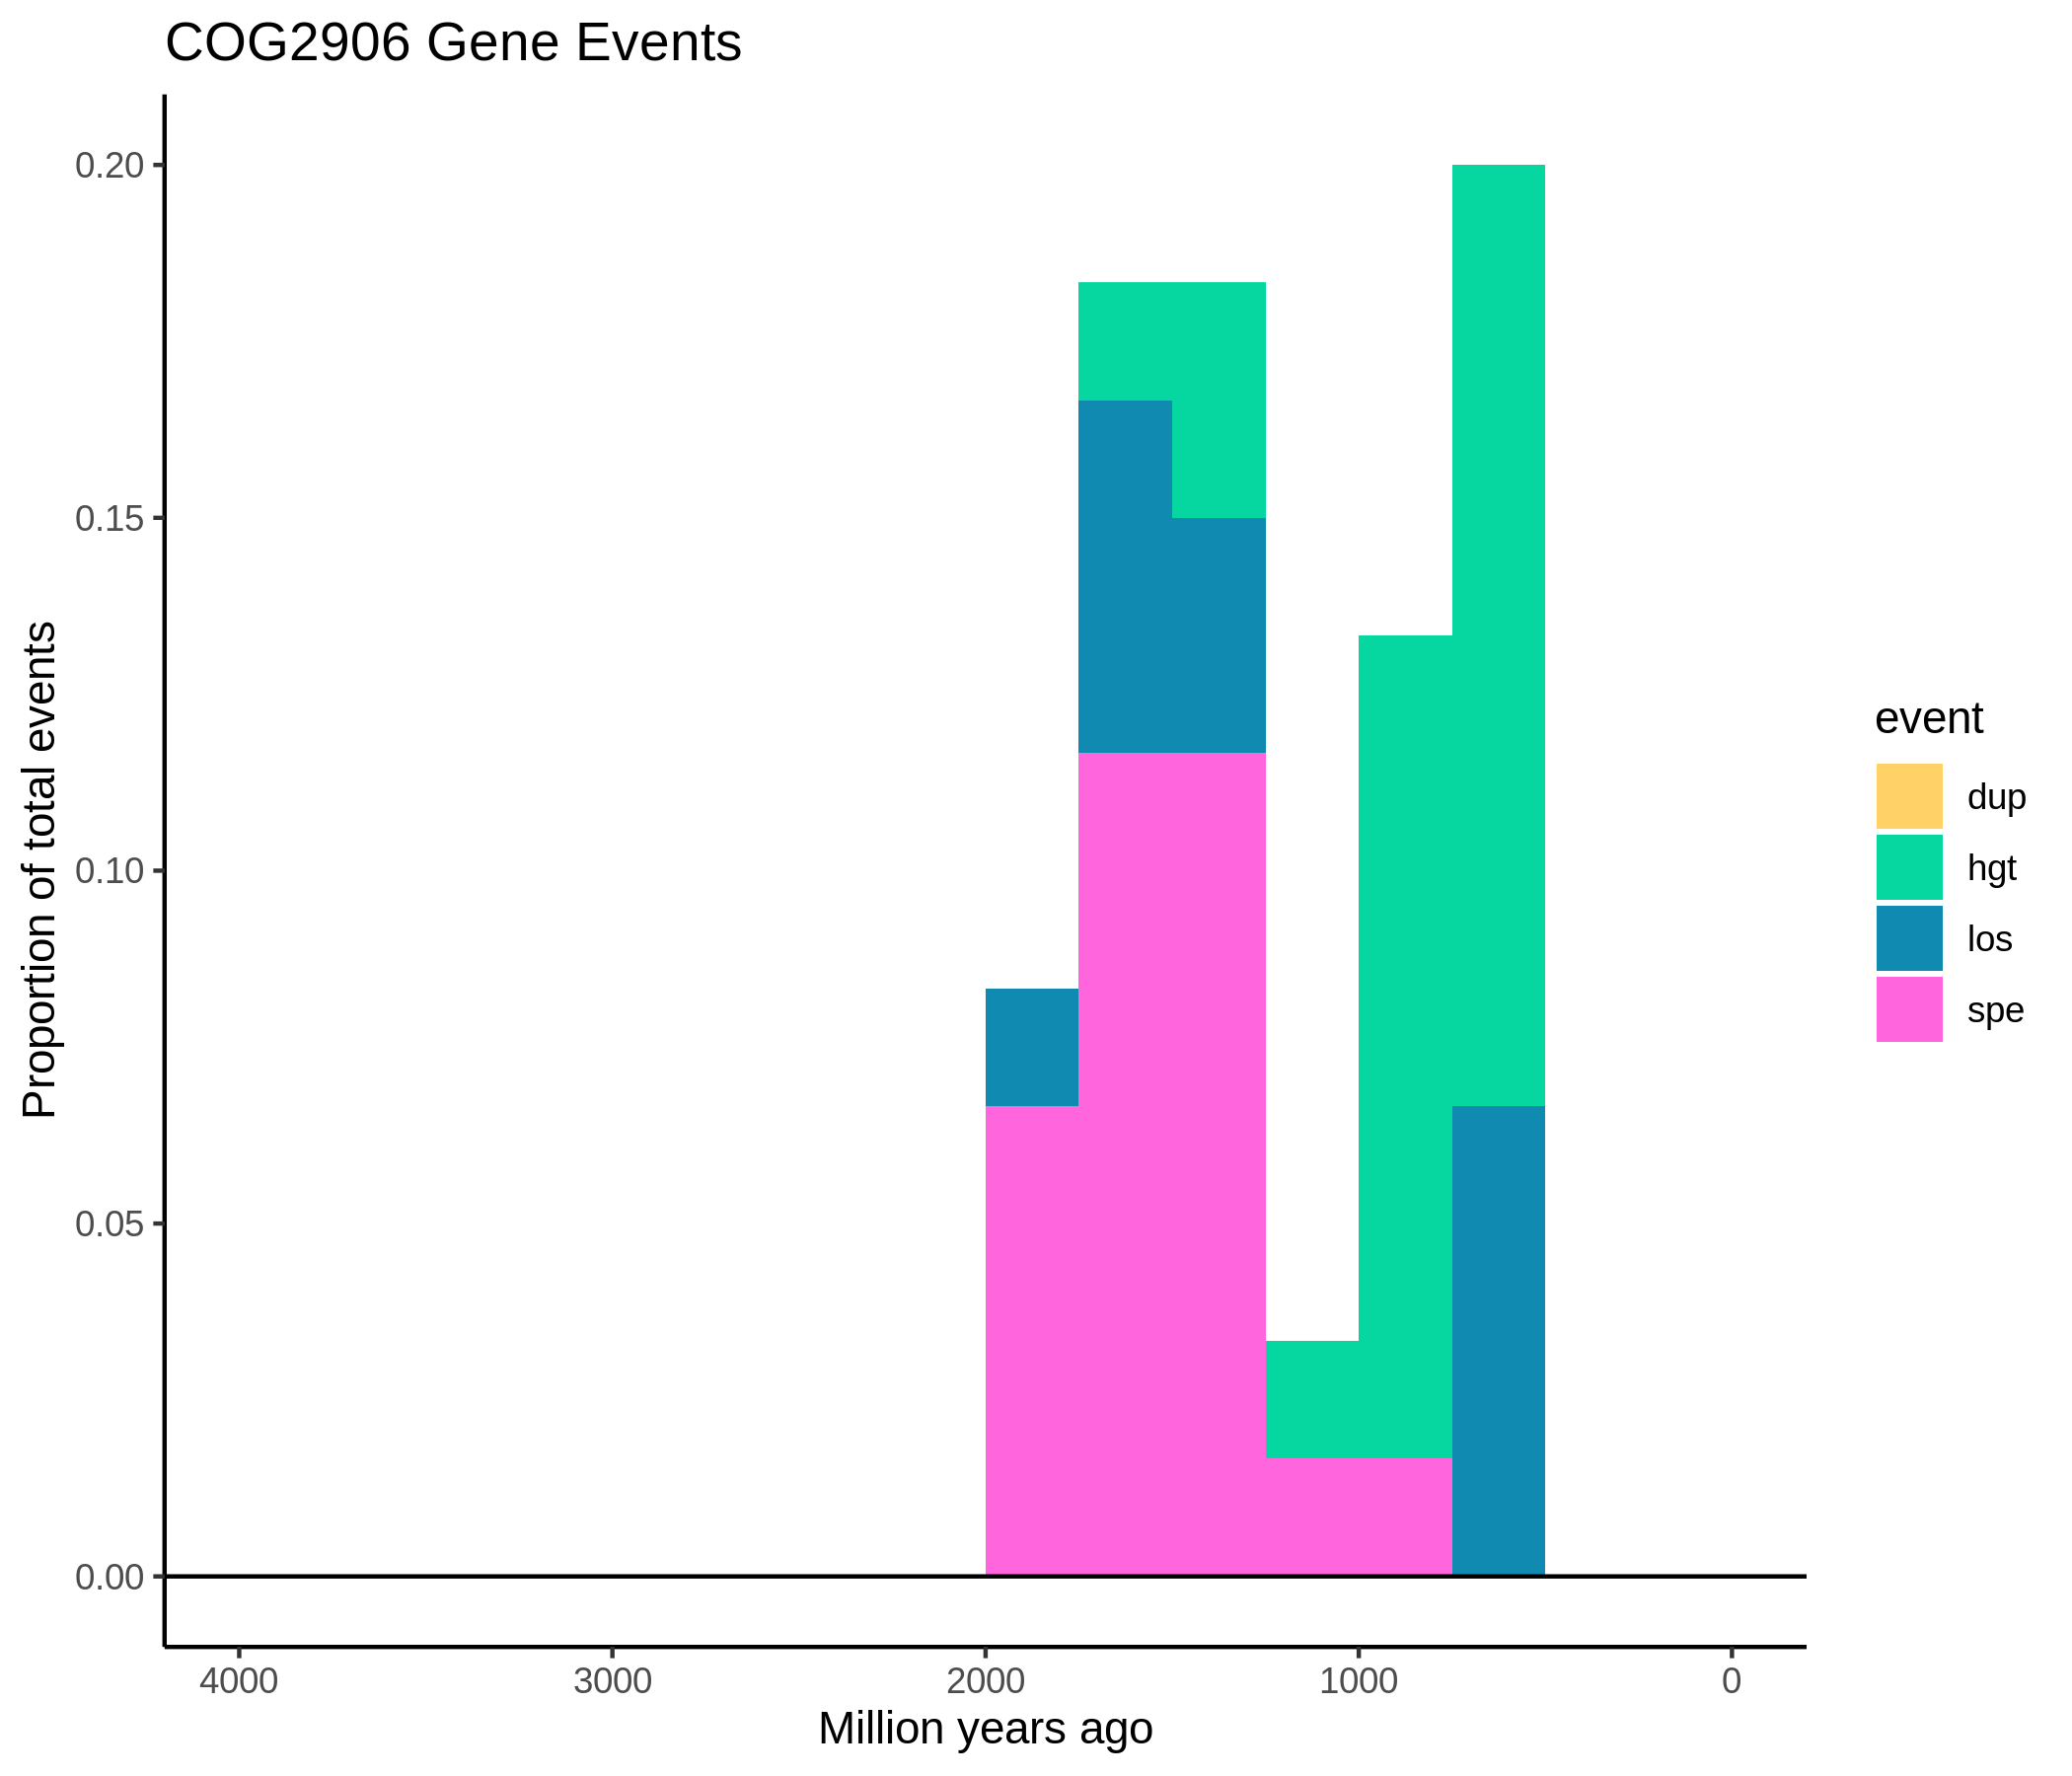 COG2906 Gene Events
Proportion of total events
0.20
0.15
0.10
0.05
0.00
4000 3000 2000 1000 0
Million years ago
event
dup
hgt
los
spe